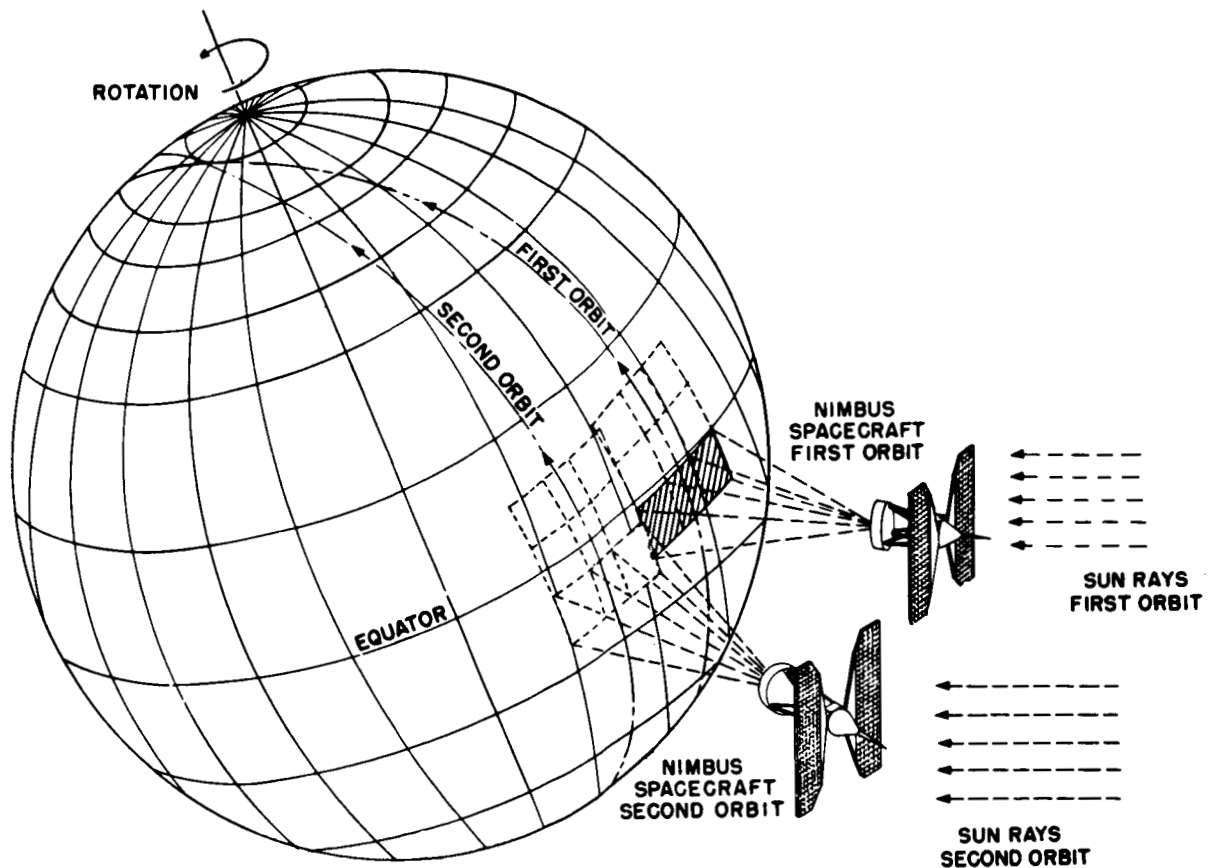 ROTATION
FIRST ORBIT
SECOND ORBIT
NIMBUS
SPACECRAFT
FIRST ORBIT
EQUATOR
SUN RAYS
FIRST ORBIT
NIMBUS
SPACECRAFT
SECOND ORBIT
SUN RAYS
SECOND ORBIT